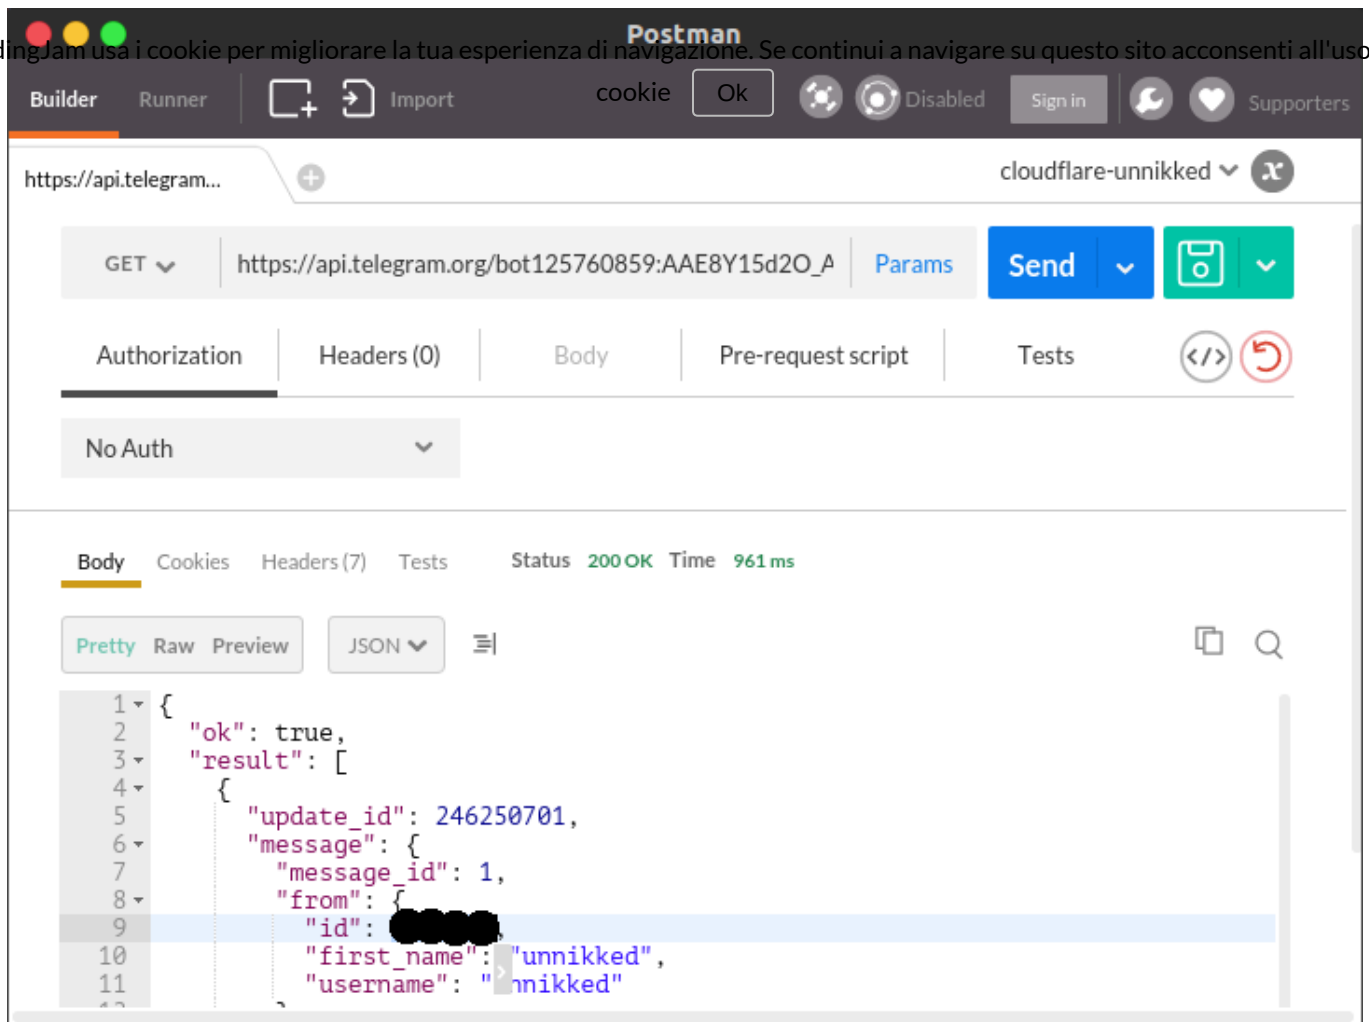 Postman
dingJam usa i cookie per migliorare la tua esperienza di navigazione. Se continui a navigare su questo sito acconsenti all'uso
cookie Ok
Builder Runner Import Disabled Sign in Supporters
https://api.telegram... cloudflare-unnikked
GET https://api.telegram.org/bot125760859:AAE8Y15d2O_A Params Send
Authorization Headers (0) Body Pre-request script Tests
No Auth
Body Cookies Headers (7) Tests Status 200 OK Time 961 ms
Pretty Raw Preview JSON
1 {
2 "ok": true,
3 "result": [
4 {
5 "update_id": 246250701,
6 "message": {
7 "message_id": 1,
8 "from": {
9 "id": ,
10 "first_name": "unnikked",
11 "username": " nnikked"